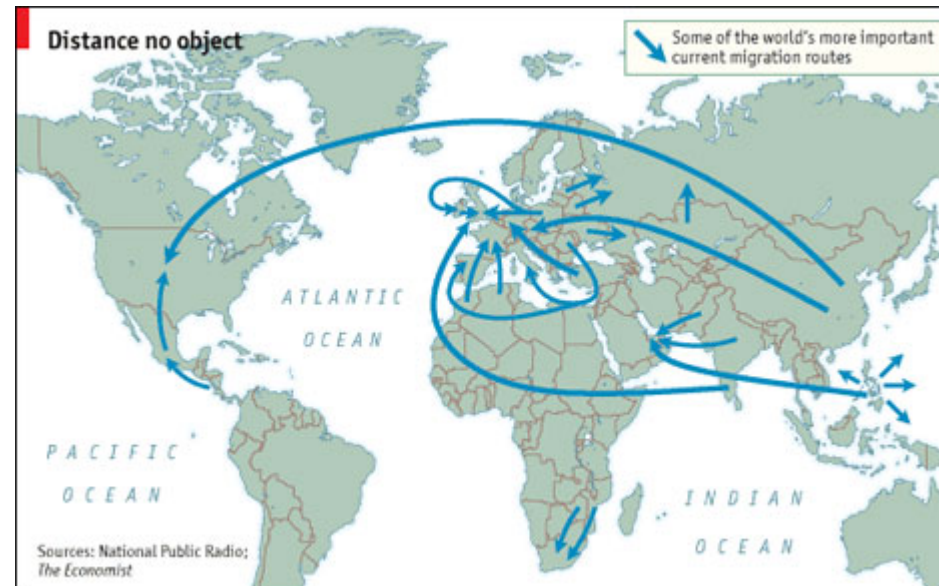 Distance no object
Some of the world's more important
current migration routes
ATLANTIC
OCEAN
PACIFIC
OCEAN
INDIAN
OCEAN
Sources: National Public Radio;
The Economist